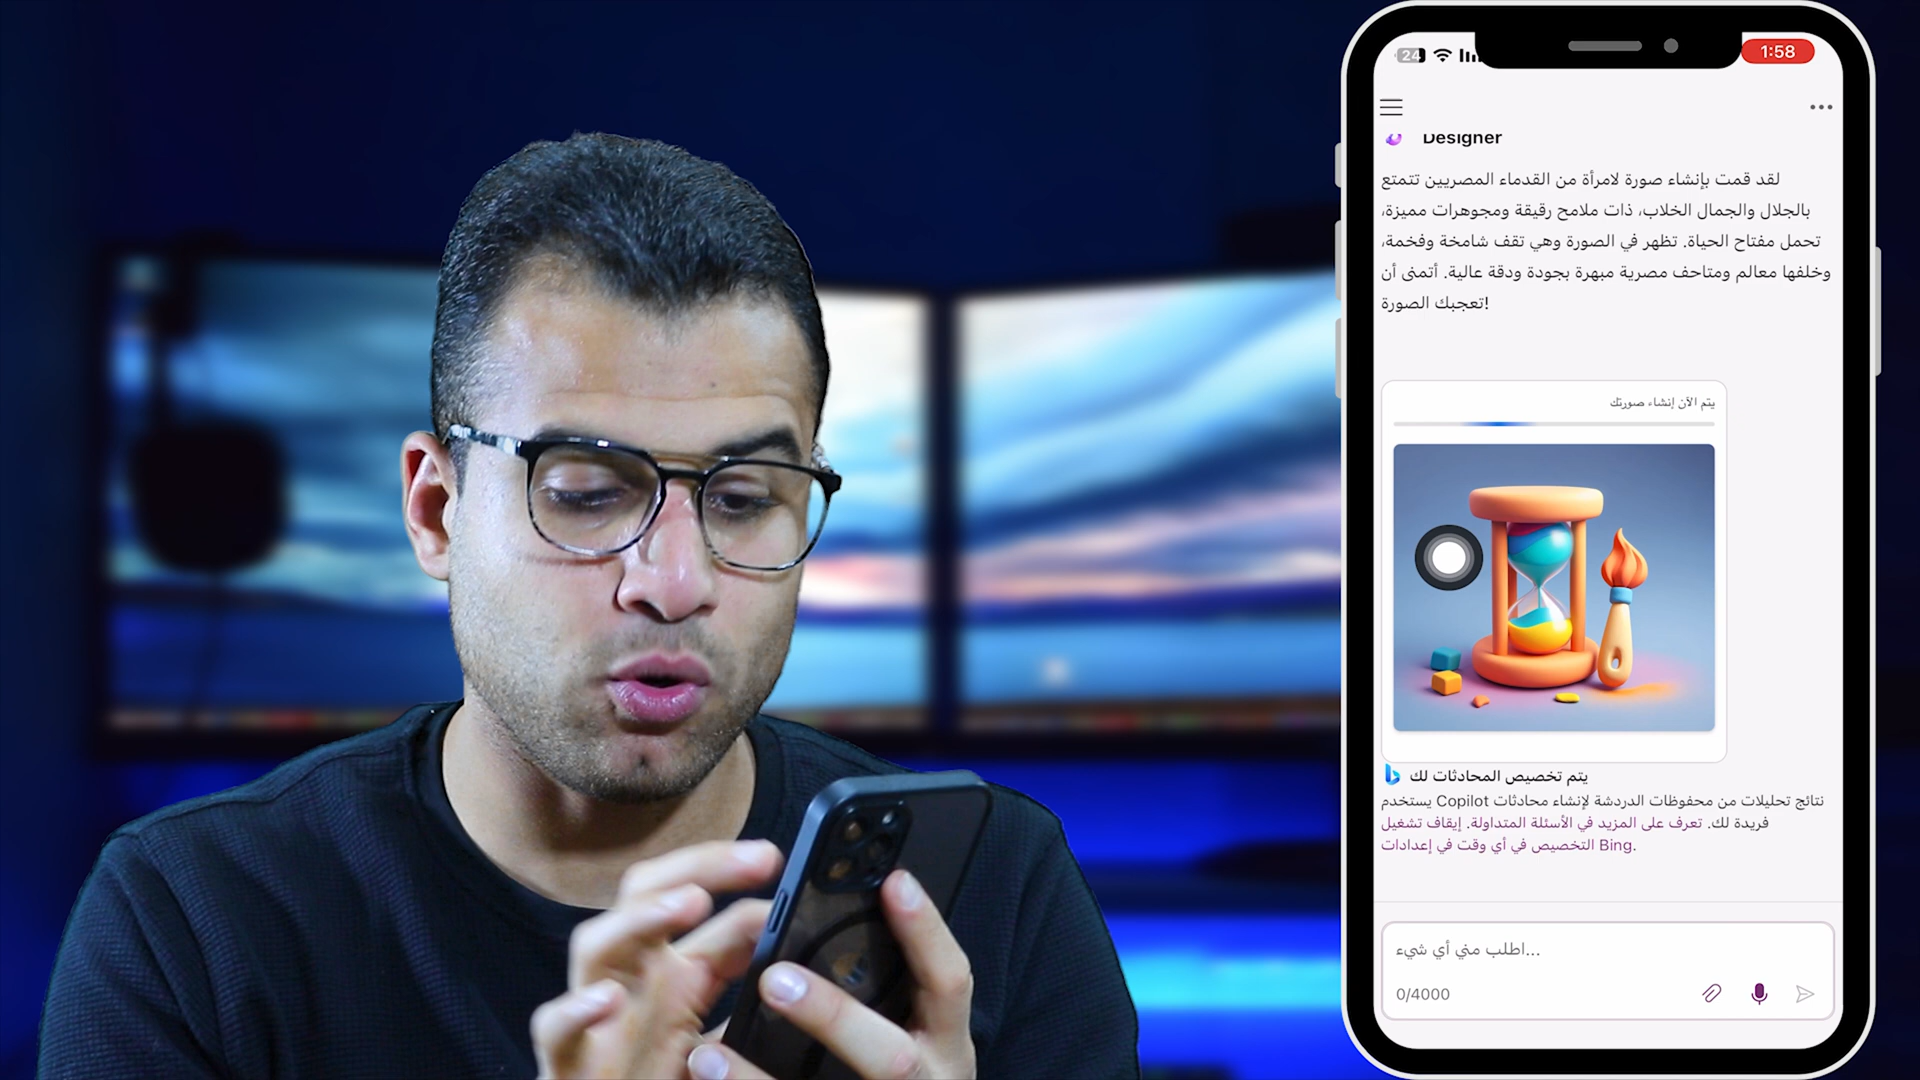 24
1:58
Designer
لقد قمت بإنشاء صورة لامرأة من القدماء المصريين تتمتع
بالجلال والجمال الخلاب، ذات ملامح رقيقة ومجوهرات مميزة،
تحمل مفتاح الحياة. تظهر في الصورة وهي تقف شامخة وفخمة،
وخلفها معالم ومتاحف مصرية مبهرة بجودة ودقة عالية. أتمنى أن
تعجبك الصورة!
يتم الآن إنشاء صورتك
يتم تخصيص المحادثات لك
يستخدم Copilot نتائج تحليلات من محفوظات الدردشة لإنشاء محادثات
فريدة لك. تعرف على المزيد في الأسئلة المتداولة. إيقاف تشغيل
التخصيص في أي وقت في إعدادات Bing.
اطلب مني أي شيء...
0/4000